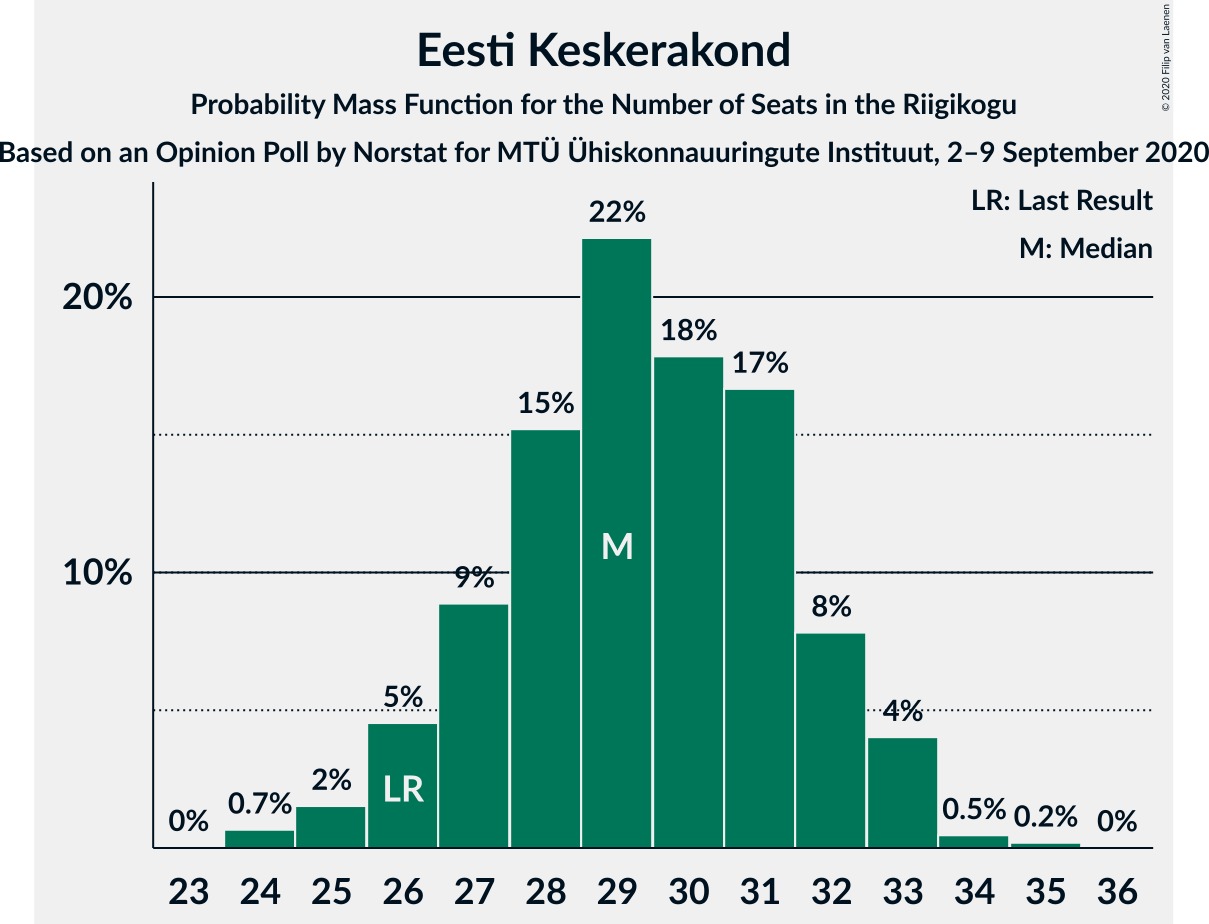 Eesti Keskerakond
Probability Mass Function for the Number of Seats in the Riigikogu
Based on an Opinion Poll by Norstat for MTÜ Ühiskonnauuringute Instituut, 2–9 September 2020
© 2020 Filip van Laenen
LR: Last Result
M: Median
22%
20%
18%
17%
15%
M
10%
9%
8%
5%
4%
LR
2%
0.7%
0%
0.5%
0.2%
0%
23 24 25 26 27 28 29 30 31 32 33 34 35 36